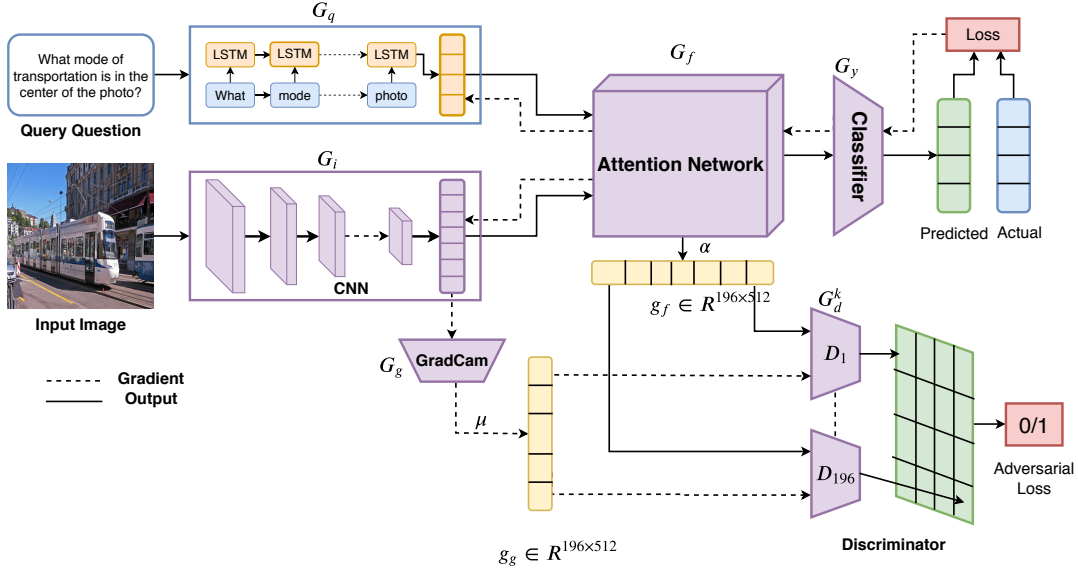 G_q
What mode of
transportation is in the
center of the photo?
Query Question
LSTM
LSTM
LSTM
What
mode
photo
G_f
Attention Network
G_y
Classifier
Loss
Predicted
Actual
G_i
CNN
Input Image
α
g_f ∈ R^{196×512}
G_g
GradCam
μ
Gradient
Output
G_d^k
D_1
D_{196}
0/1
Adversarial
Loss
Discriminator
g_g ∈ R^{196×512}